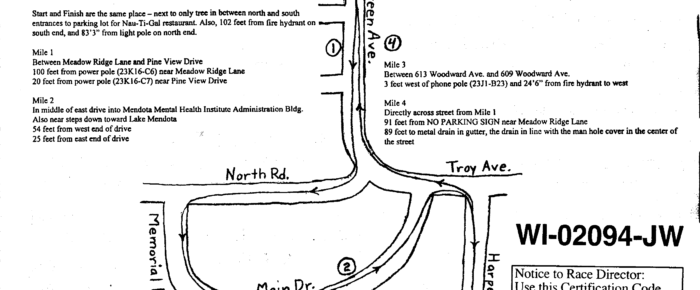 Start and Finish are the same place – next to only tree in between north and south
entrances to parking lot for Nau-Ti-Gal restaurant. Also, 102 feet from fire hydrant on
south end, and 83'3" from light pole on north end.
Mile 1
Between Meadow Ridge Lane and Pine View Drive
100 feet from power pole (23K16-C6) near Meadow Ridge Lane
20 feet from power pole (23K16-C7) near Pine View Drive
Mile 2
In middle of east drive into Mendota Mental Health Institute Administration Bldg.
Also near steps down toward Lake Mendota
54 feet from west end of drive
25 feet from east end of drive
1
Ave.
4
Mile 3
Between 613 Woodward Ave. and 609 Woodward Ave.
3 feet west of phone pole (23J1-B23) and 24'6" from fire hydrant to west
Mile 4
Directly across street from Mile 1
91 feet from NO PARKING SIGN near Meadow Ridge Lane
89 feet to metal drain in gutter, the drain in line with the man hole cover in the center of
the street
North Rd.
Troy Ave.
Memorial
2
Main Dr.
WI-02094-JW
Notice to Race Director:
Use this Certification Code